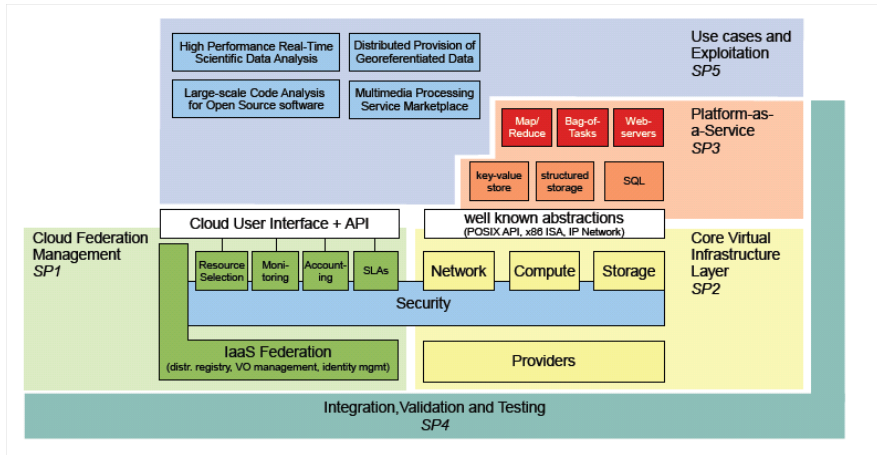 High Performance Real-Time
Scientific Data Analysis
Distributed Provision of
Georeferentiated Data
Use cases and
Exploitation
SP5
Large-scale Code Analysis
for Open Source software
Multimedia Processing
Service Marketplace
Map/
Reduce
Bag-of-
Tasks
Web-
servers
Platform-as-
a-Service
SP3
key-value
store
structured
storage
SQL
Cloud User Interface + API
well known abstractions
(POSIX API, x86 ISA, IP Network)
Cloud Federation
Management
SP1
Core Virtual
Infrastructure
Layer
SP2
Resource
Selection
Moni-
toring
Account-
ing
SLAs
Network
Compute
Storage
Security
IaaS Federation
(distr. registry, VO management, identity mgmt)
Providers
Integration,Validation and Testing
SP4